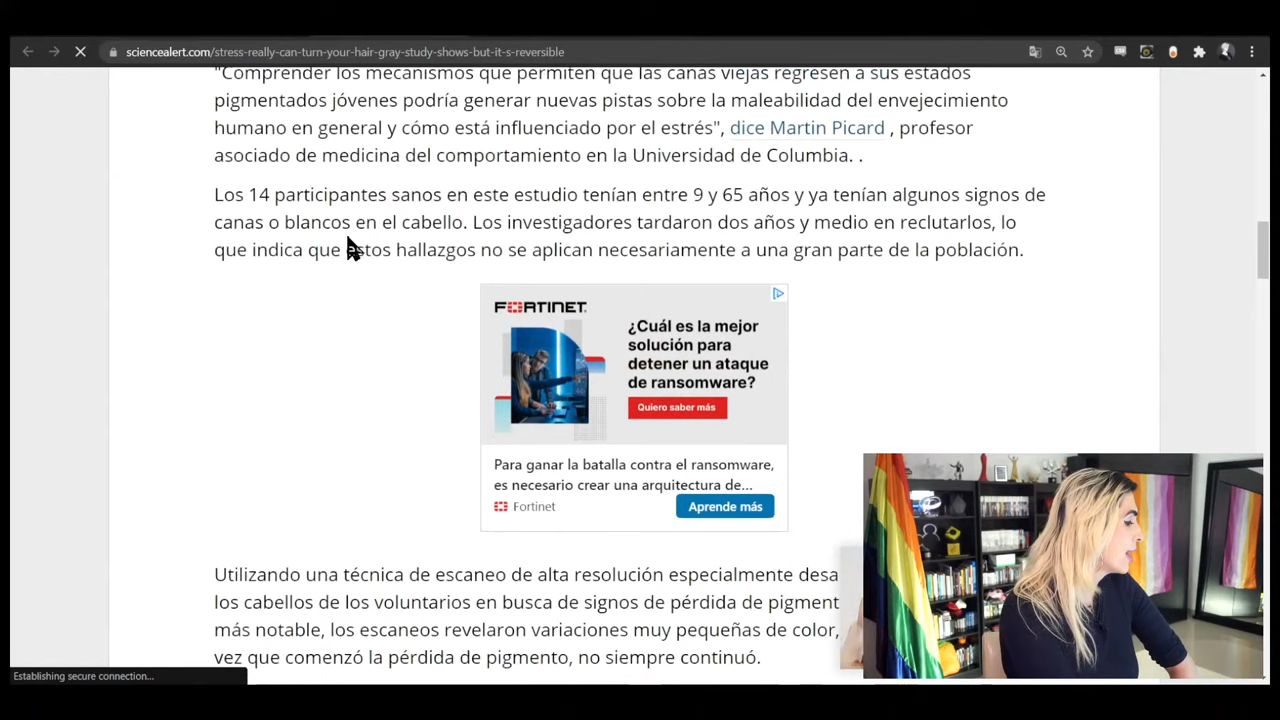 sciencealert.com/stress-really-can-turn-your-hair-gray-study-shows-but-it-s-reversible
"Comprender los mecanismos que permiten que las canas viejas regresen a sus estados
pigmentados jóvenes podría generar nuevas pistas sobre la maleabilidad del envejecimiento
humano en general y cómo está influenciado por el estrés", dice Martin Picard , profesor
asociado de medicina del comportamiento en la Universidad de Columbia. .
Los 14 participantes sanos en este estudio tenían entre 9 y 65 años y ya tenían algunos signos de
canas o blancos en el cabello. Los investigadores tardaron dos años y medio en reclutarlos, lo
que indica que estos hallazgos no se aplican necesariamente a una gran parte de la población.
FORTINET
¿Cuál es la mejor
solución para
detener un ataque
de ransomware?
Quiero saber más
Para ganar la batalla contra el ransomware,
es necesario crear una arquitectura de...
Fortinet
Aprende más
Utilizando una técnica de escaneo de alta resolución especialmente desa
los cabellos de los voluntarios en busca de signos de pérdida de pigment
más notable, los escaneos revelaron variaciones muy pequeñas de color,
vez que comenzó la pérdida de pigmento, no siempre continuó.
Establishing secure connection...